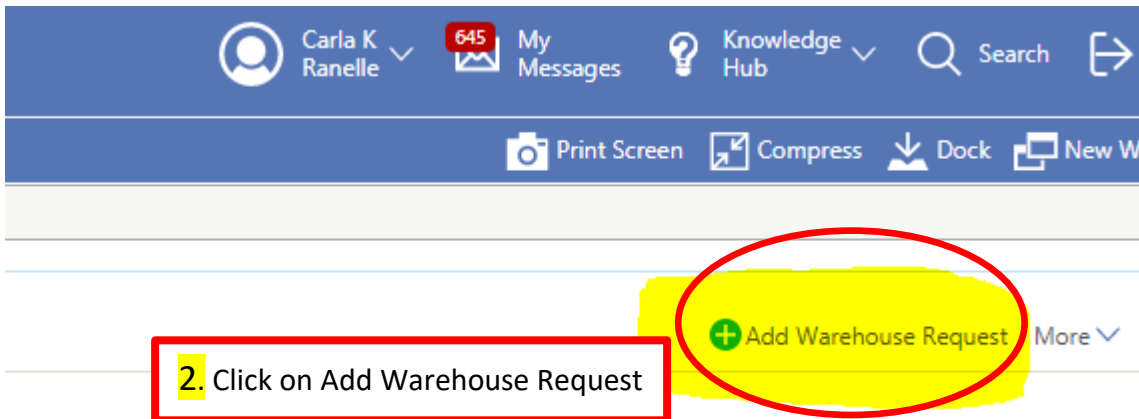 Carla K
Ranelle
645
My
Messages
Knowledge
Hub
Search
Print Screen
Compress
Dock
New W
Add Warehouse Request
More
2. Click on Add Warehouse Request